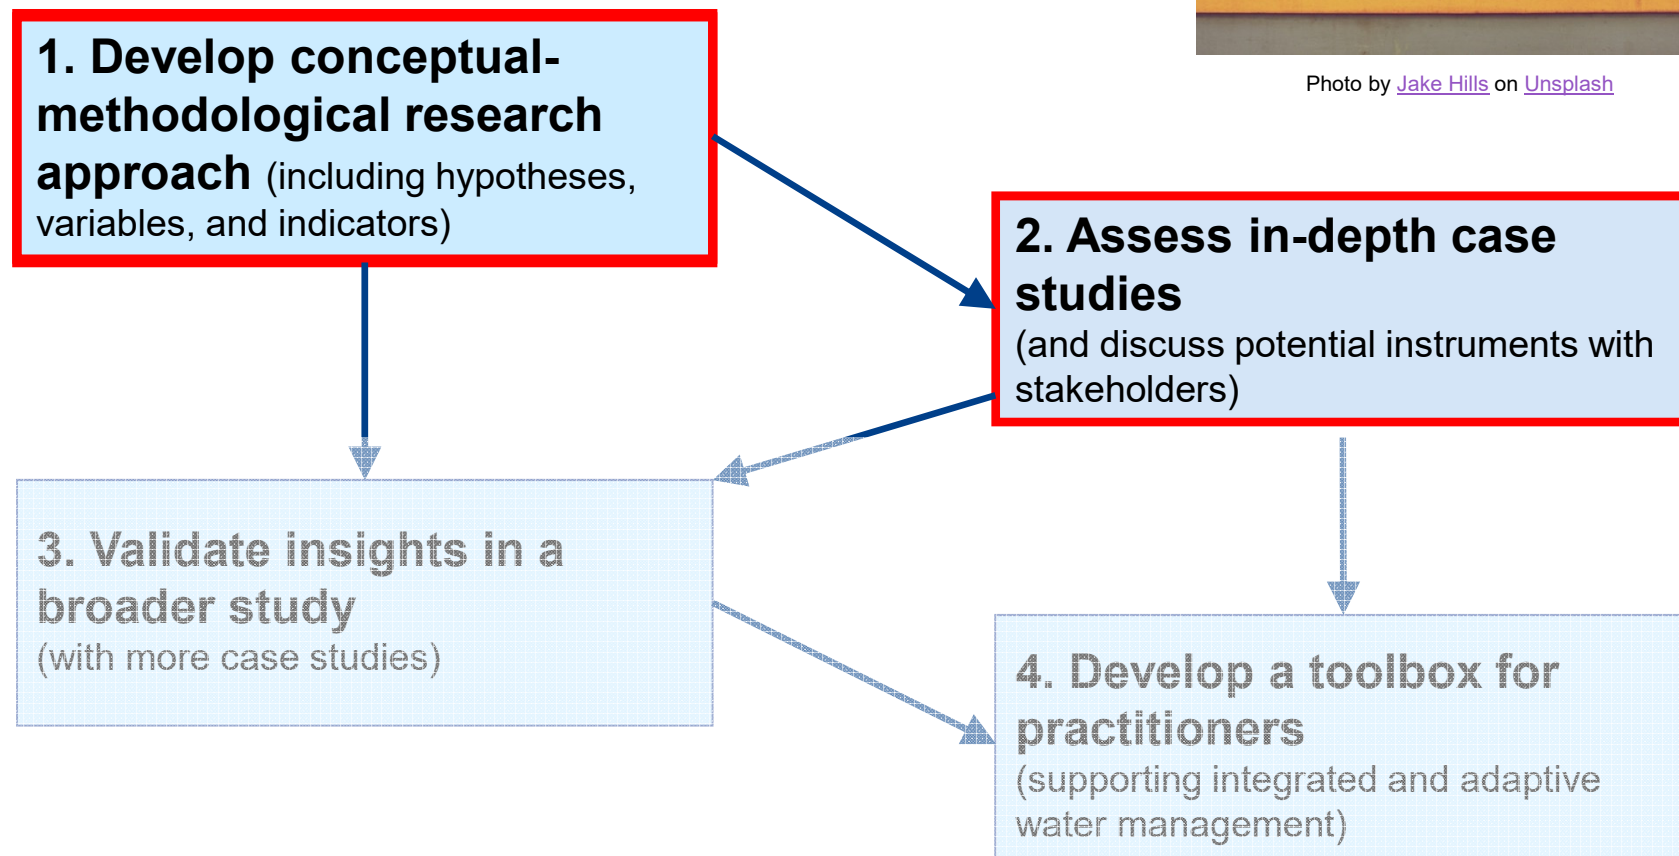 1. Develop conceptual-
methodological research
approach (including hypotheses,
variables, and indicators)
Photo by Jake Hills on Unsplash
2. Assess in-depth case
studies
(and discuss potential instruments with
stakeholders)
3. Validate insights in a
broader study
(with more case studies)
4. Develop a toolbox for
practitioners
(supporting integrated and adaptive
water management)